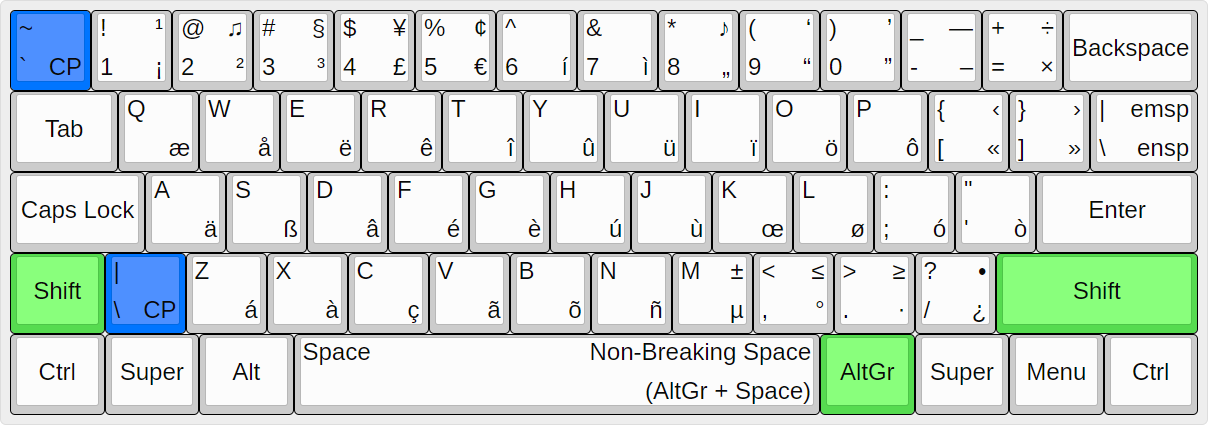 ~ ! ¹ @ ♫ # § $ ¥ % ¢ ^ & * ♪ ( ‘ ) ’ _ — + ÷ Backspace
` CP 1 ¡ 2 ² 3 ³ 4 £ 5 € 6 í 7 ì 8 „ 9 “ 0 ” - – = ×
Tab Q W E R T Y U I O P { ‹ } › | emsp
æ å ë ê î û ü ï ö ô [ « ] » \ ensp
Caps Lock A S D F G H J K L : " Enter
ä ß â é è ú ù œ ø ; ó ' ò
Shift | Z X C V B N M ± < ≤ > ≥ ? • Shift
\ CP á à ç ã õ ñ µ , ° . · / ¿
Ctrl Super Alt Space Non-Breaking Space AltGr Super Menu Ctrl
(AltGr + Space)